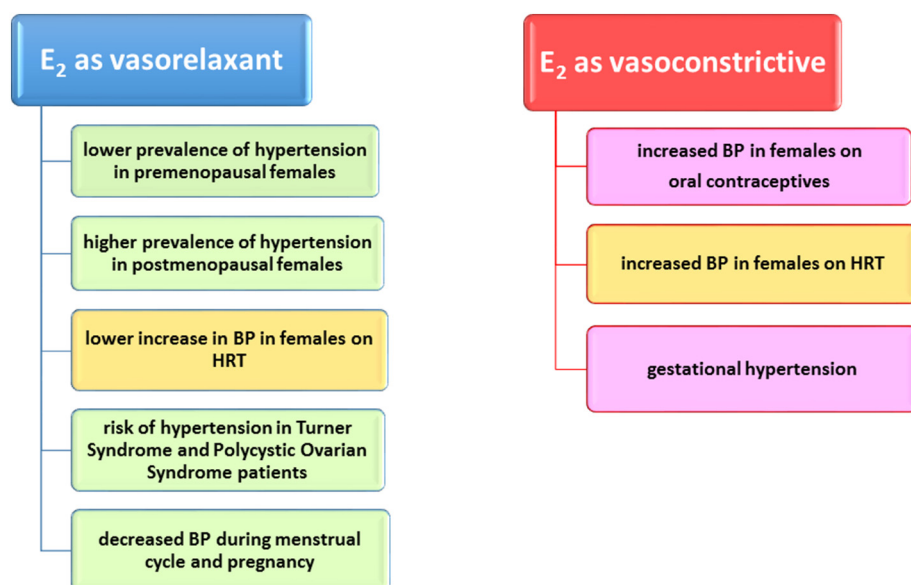 E₂ as vasorelaxant
lower prevalence of hypertension
in premenopausal females
higher prevalence of hypertension
in postmenopausal females
lower increase in BP in females on
HRT
risk of hypertension in Turner
Syndrome and Polycystic Ovarian
Syndrome patients
decreased BP during menstrual
cycle and pregnancy
E₂ as vasoconstrictive
increased BP in females on
oral contraceptives
increased BP in females on HRT
gestational hypertension